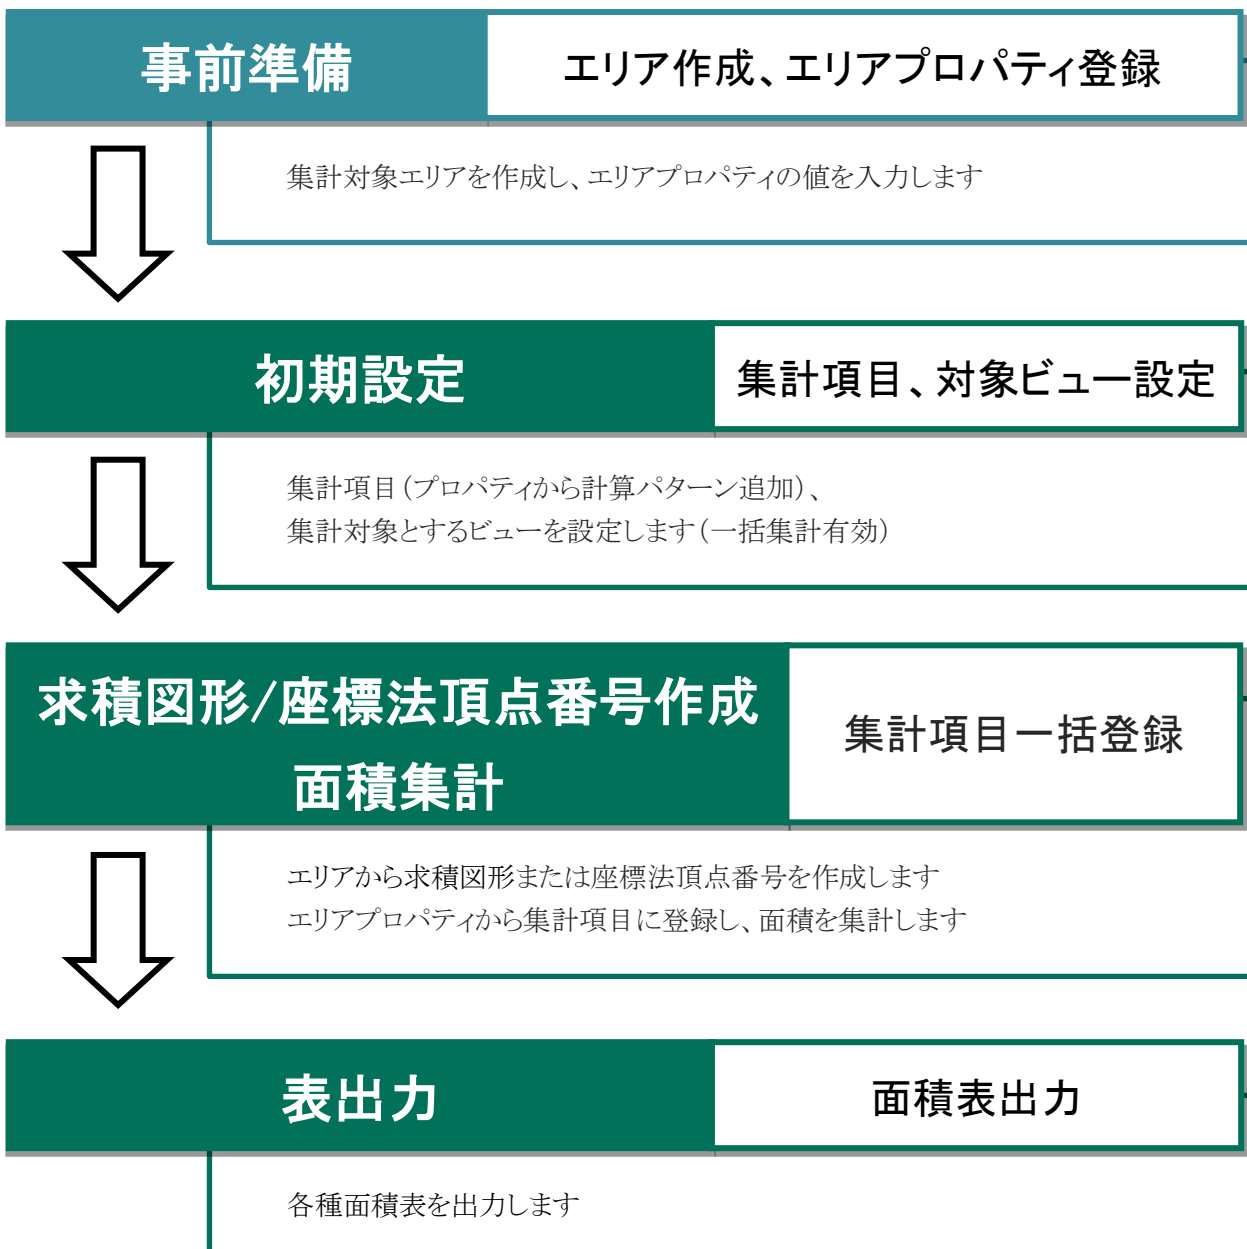 事前準備
エリア作成、エリアプロパティ登録
集計対象エリアを作成し、エリアプロパティの値を入力します
初期設定
集計項目、対象ビュー設定
集計項目（プロパティから計算パターン追加）、
集計対象とするビューを設定します（一括集計有効）
求積図形/座標法頂点番号作成
面積集計
集計項目一括登録
エリアから求積図形または座標法頂点番号を作成します
エリアプロパティから集計項目に登録し、面積を集計します
表出力
面積表出力
各種面積表を出力します